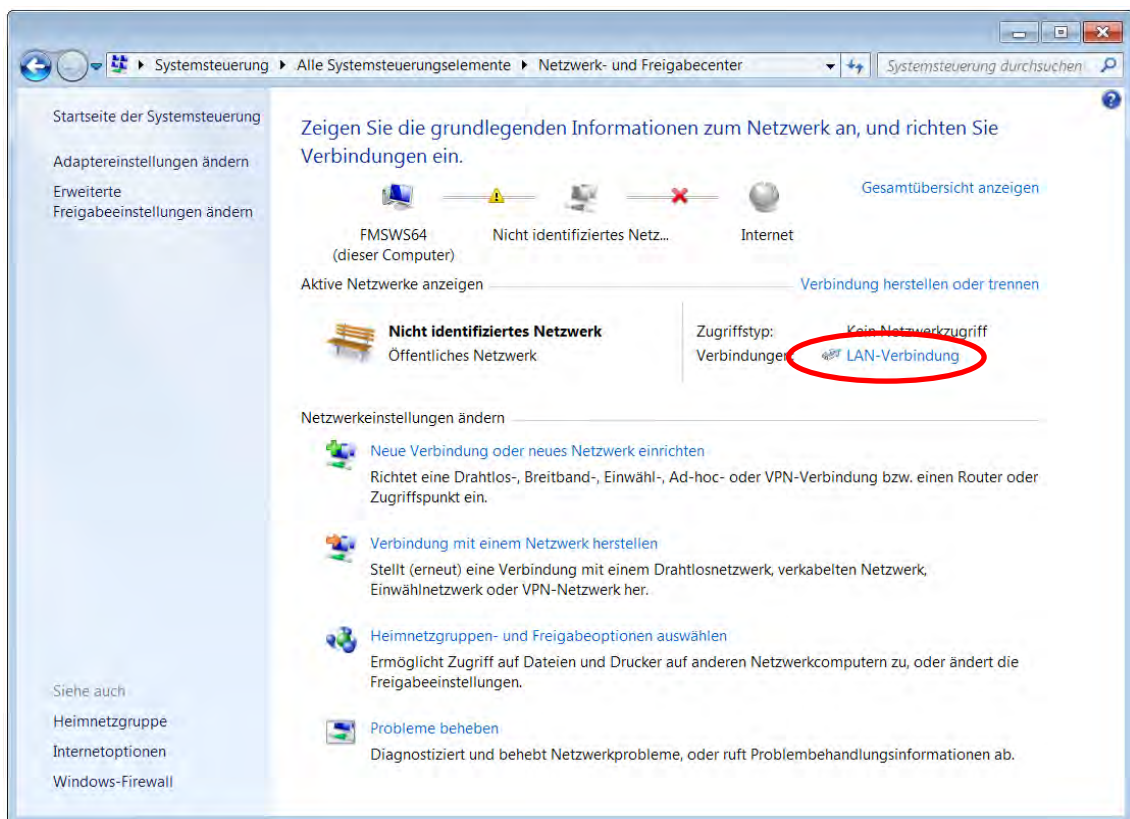 Systemsteuerung ▸ Alle Systemsteuerungselemente ▸ Netzwerk- und Freigabecenter
Systemsteuerung durchsuchen
Startseite der Systemsteuerung
Adaptereinstellungen ändern
Erweiterte
Freigabeeinstellungen ändern
Zeigen Sie die grundlegenden Informationen zum Netzwerk an, und richten Sie
Verbindungen ein.
Gesamtübersicht anzeigen
FMSWS64
(dieser Computer)
Nicht identifiziertes Netz...
Internet
Aktive Netzwerke anzeigen
Verbindung herstellen oder trennen
Nicht identifiziertes Netzwerk
Öffentliches Netzwerk
Zugriffstyp: Kein Netzwerkzugriff
Verbindungen: LAN-Verbindung
Netzwerkeinstellungen ändern
Neue Verbindung oder neues Netzwerk einrichten
Richtet eine Drahtlos-, Breitband-, Einwähl-, Ad-hoc- oder VPN-Verbindung bzw. einen Router oder
Zugriffspunkt ein.
Verbindung mit einem Netzwerk herstellen
Stellt (erneut) eine Verbindung mit einem Drahtlosnetzwerk, verkabelten Netzwerk,
Einwählnetzwerk oder VPN-Netzwerk her.
Heimnetzgruppen- und Freigabeoptionen auswählen
Ermöglicht Zugriff auf Dateien und Drucker auf anderen Netzwerkcomputern zu, oder ändert die
Freigabeeinstellungen.
Probleme beheben
Diagnostiziert und behebt Netzwerkprobleme, oder ruft Problembehandlungsinformationen ab.
Siehe auch
Heimnetzgruppe
Internetoptionen
Windows-Firewall